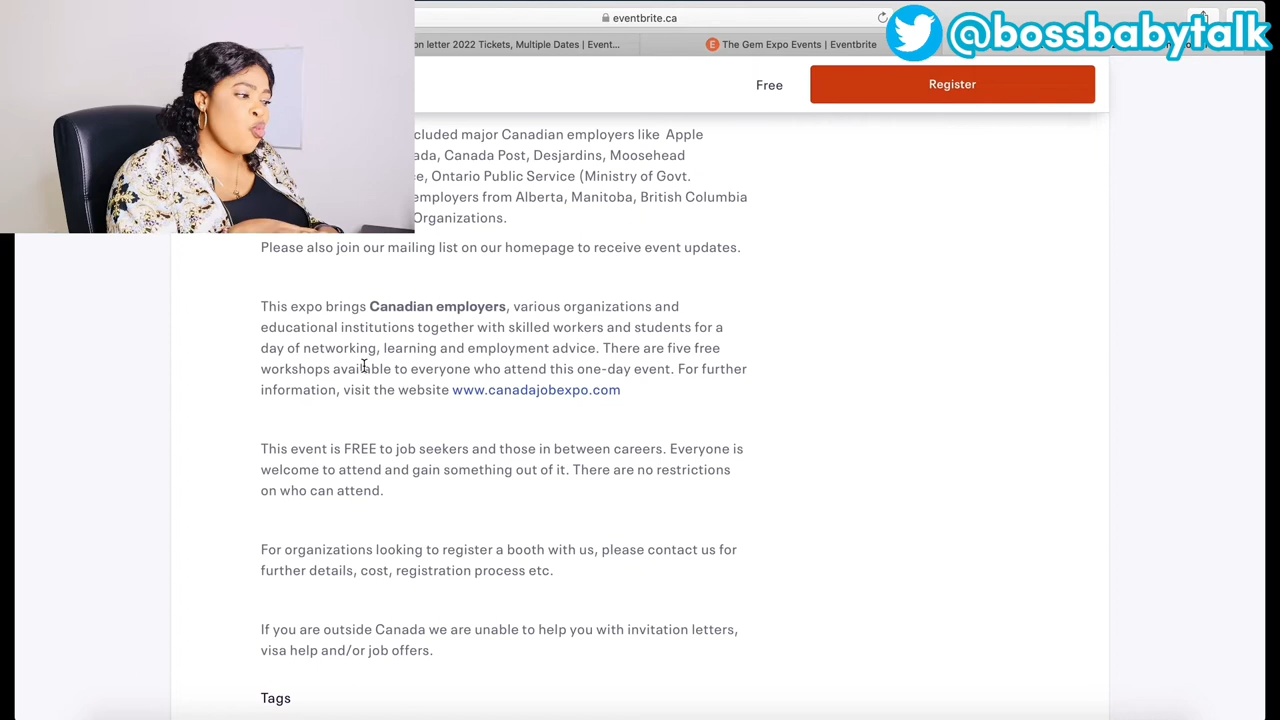 eventbrite.ca
on letter 2022 Tickets, Multiple Dates | Event...
The Gem Expo Events | Eventbrite
@bossbabytalk
Free
Register
cluded major Canadian employers like Apple
ada, Canada Post, Desjardins, Moosehead
e, Ontario Public Service (Ministry of Govt.
employers from Alberta, Manitoba, British Columbia
Organizations.
Please also join our mailing list on our homepage to receive event updates.
This expo brings Canadian employers, various organizations and
educational institutions together with skilled workers and students for a
day of networking, learning and employment advice. There are five free
workshops available to everyone who attend this one-day event. For further
information, visit the website www.canadajobexpo.com
This event is FREE to job seekers and those in between careers. Everyone is
welcome to attend and gain something out of it. There are no restrictions
on who can attend.
For organizations looking to register a booth with us, please contact us for
further details, cost, registration process etc.
If you are outside Canada we are unable to help you with invitation letters,
visa help and/or job offers.
Tags